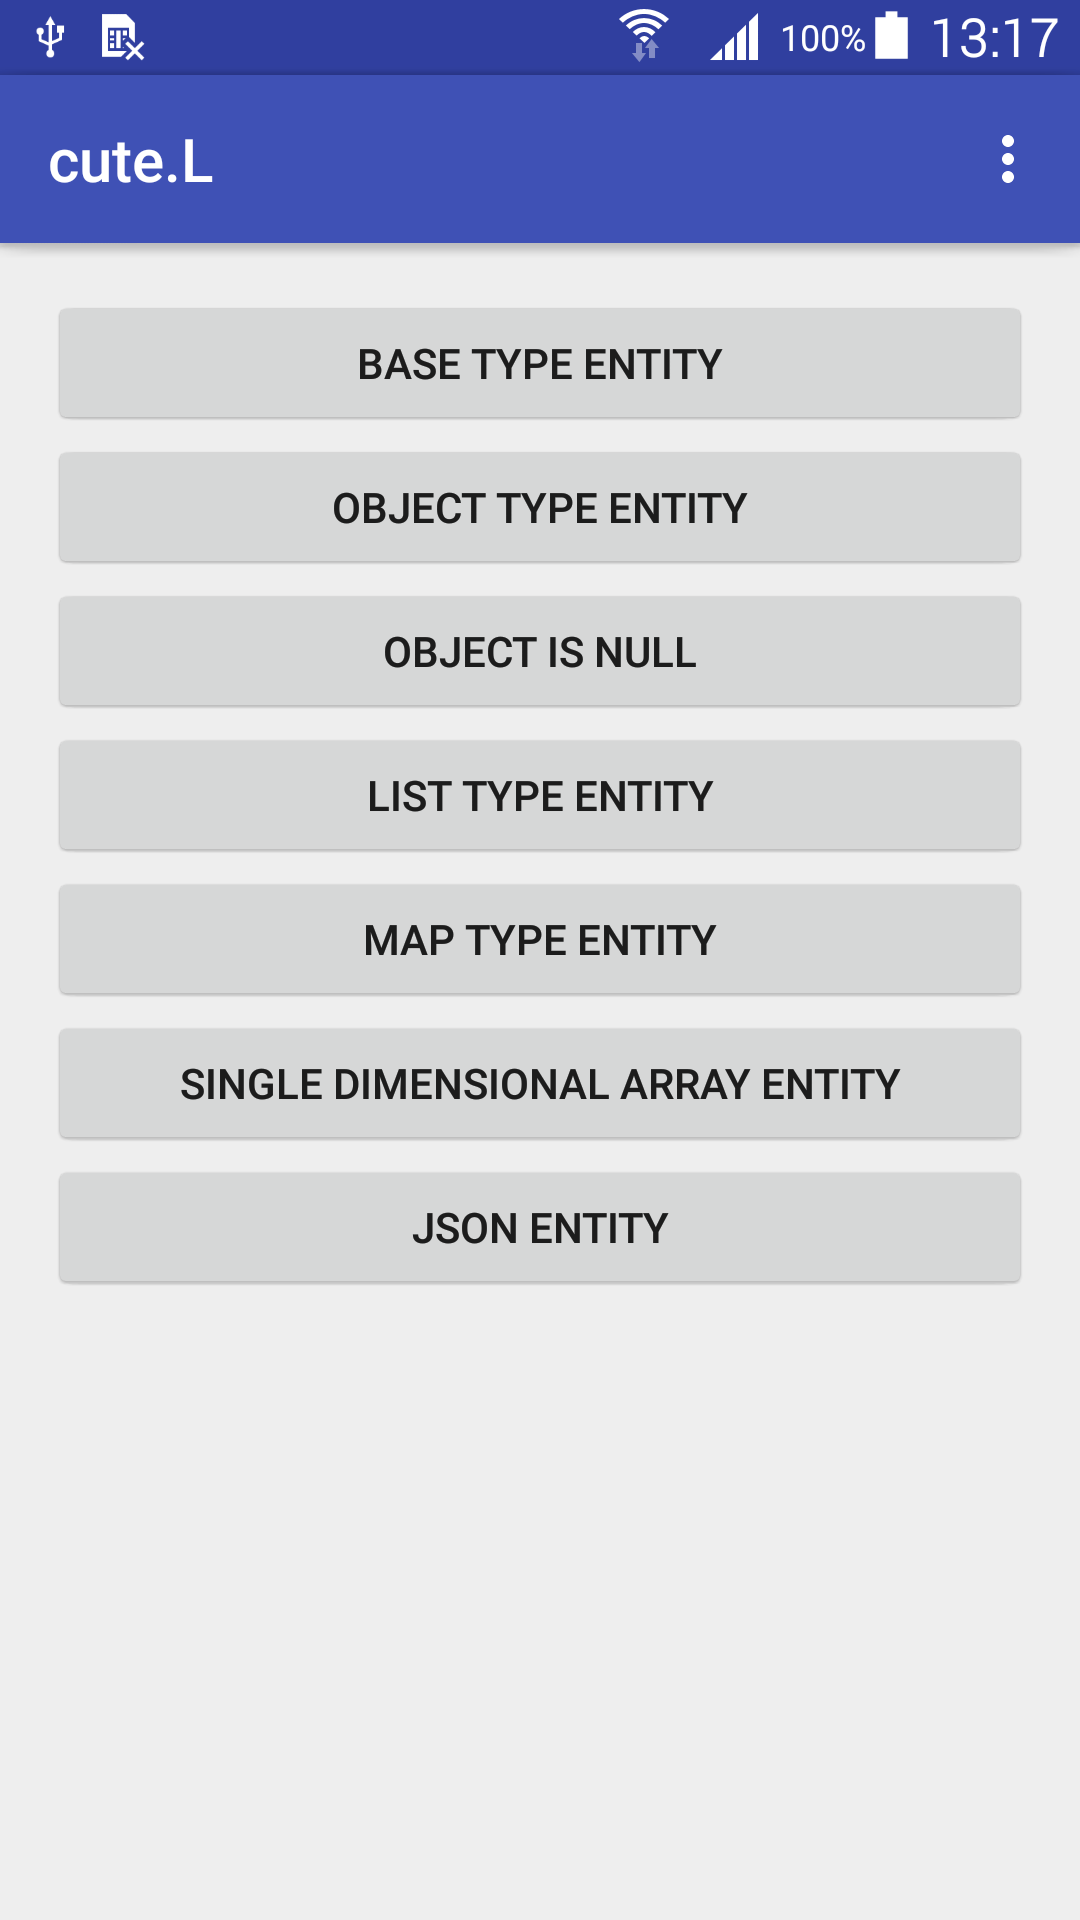 100% 13:17
cute.L
BASE TYPE ENTITY
OBJECT TYPE ENTITY
OBJECT IS NULL
LIST TYPE ENTITY
MAP TYPE ENTITY
SINGLE DIMENSIONAL ARRAY ENTITY
JSON ENTITY